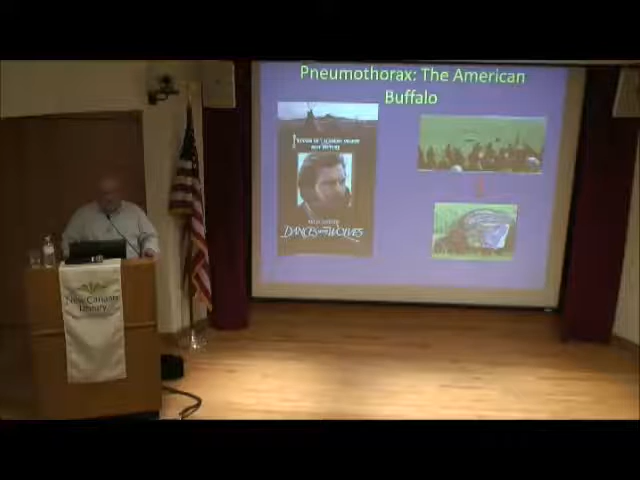 Pneumothorax: The American
Buffalo
DANCES WITH WOLVES
New Canaan
Library